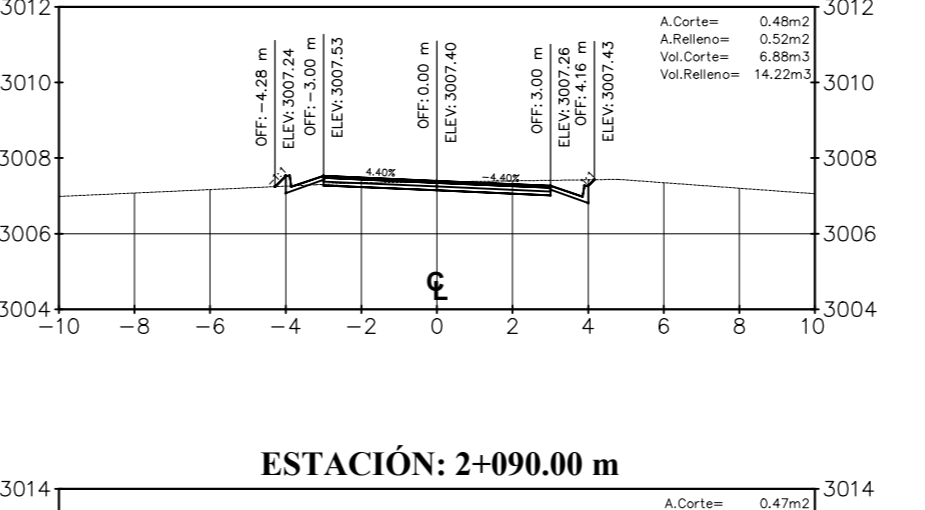 3012
3012
A.Corte= 0.48m2
A.Relleno= 0.52m2
Vol.Corte= 6.88m3
Vol.Relleno= 14.22m3
OFF:-4.28 m
ELEV:3007.24
OFF:-3.00 m
ELEV:3007.53
OFF:0.00 m
ELEV:3007.40
OFF:3.00 m
ELEV:3007.26
OFF:4.16 m
ELEV:3007.43
3010
3010
3008
3008
4.40%
-4.40%
3006
3006
CL
3004
3004
-10 -8 -6 -4 -2 0 2 4 6 8 10
ESTACIÓN: 2+090.00 m
3014
3014
A.Corte= 0.47m2